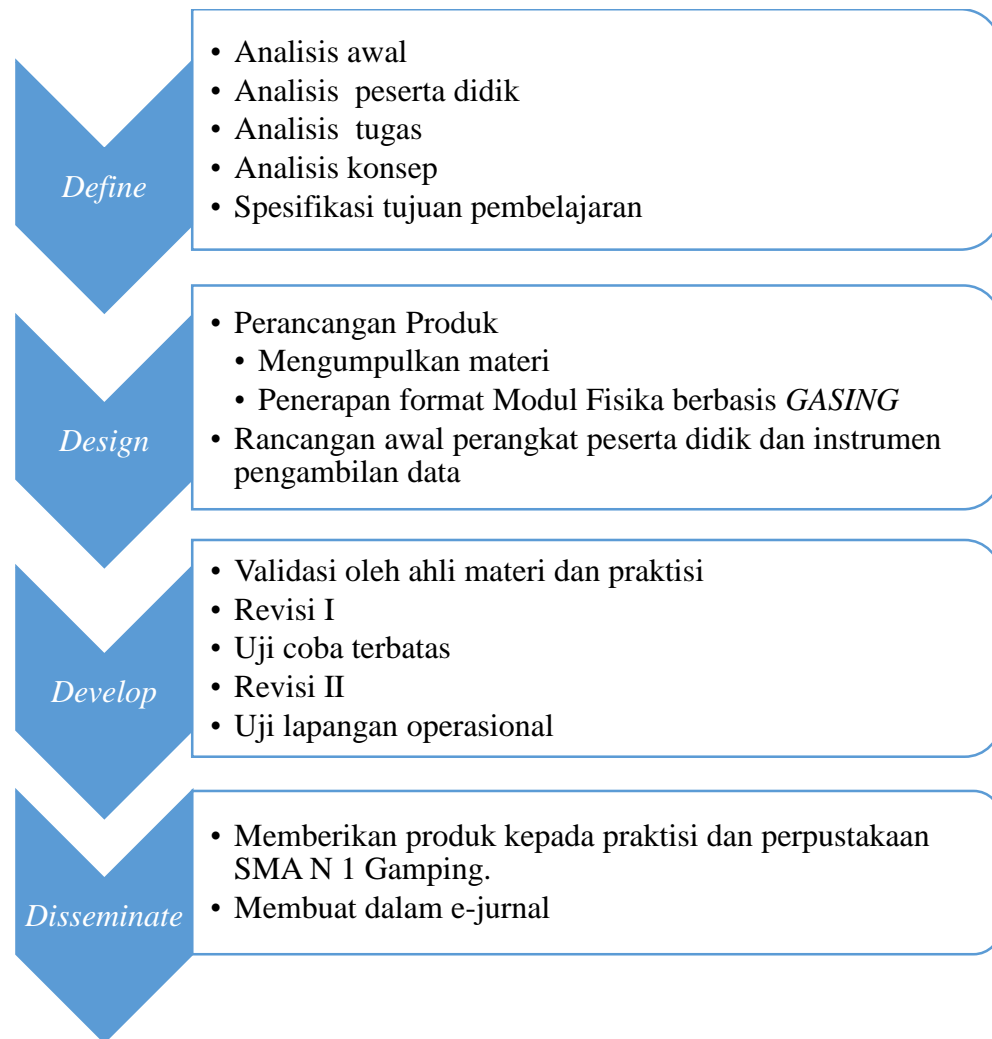 Define
• Analisis awal
• Analisis peserta didik
• Analisis tugas
• Analisis konsep
• Spesifikasi tujuan pembelajaran
Design
• Perancangan Produk
• Mengumpulkan materi
• Penerapan format Modul Fisika berbasis GASING
• Rancangan awal perangkat peserta didik dan instrumen
pengambilan data
Develop
• Validasi oleh ahli materi dan praktisi
• Revisi I
• Uji coba terbatas
• Revisi II
• Uji lapangan operasional
Disseminate
• Memberikan produk kepada praktisi dan perpustakaan
SMA N 1 Gamping.
• Membuat dalam e-jurnal